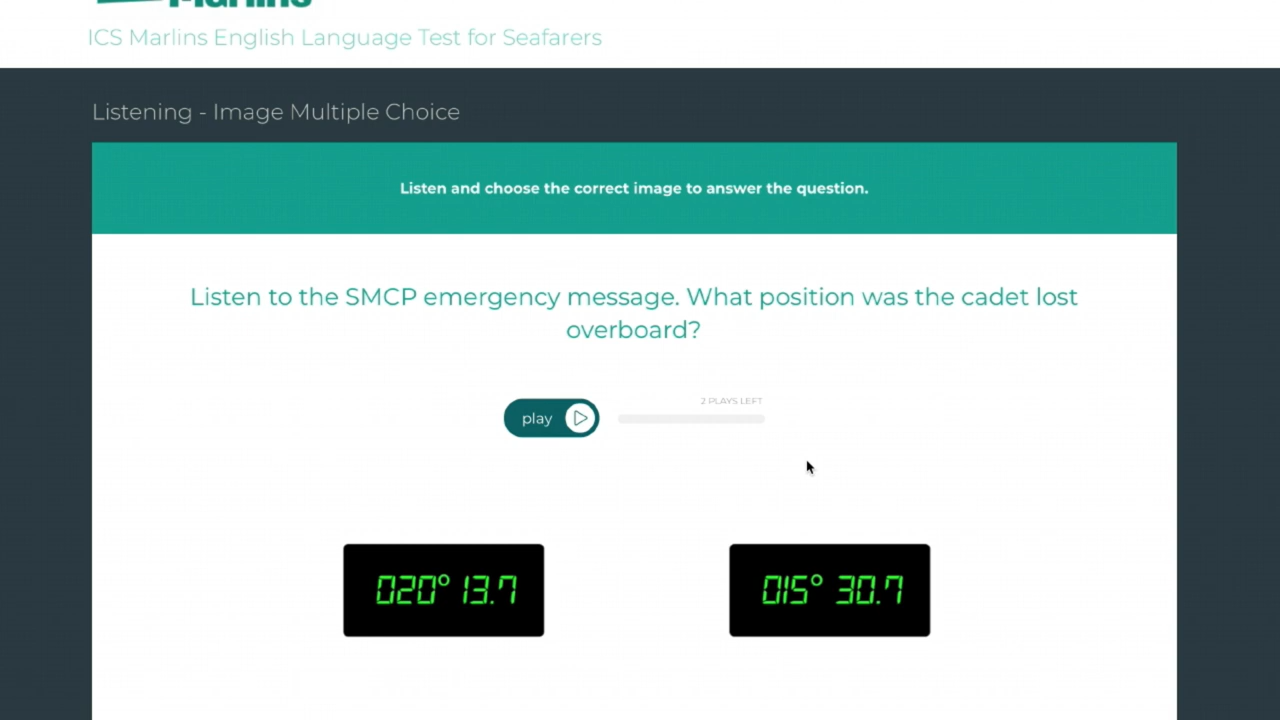 Marlins
ICS Marlins English Language Test for Seafarers
Listening - Image Multiple Choice
Listen and choose the correct image to answer the question.
Listen to the SMCP emergency message. What position was the cadet lost
overboard?
2 PLAYS LEFT
play
020° 13.7
015° 30.7